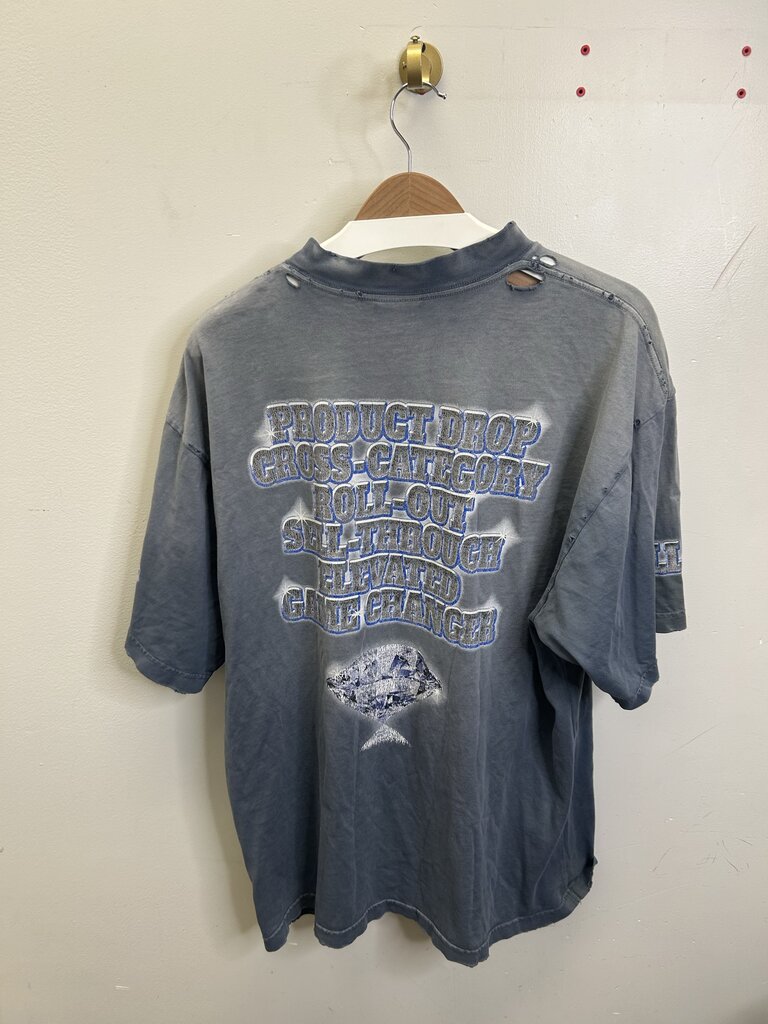 PRODUCT DROP
CROSS-CATEGORY
ROLL-OUT
SELL-THROUGH
ELEVATED
GAME CHANGER